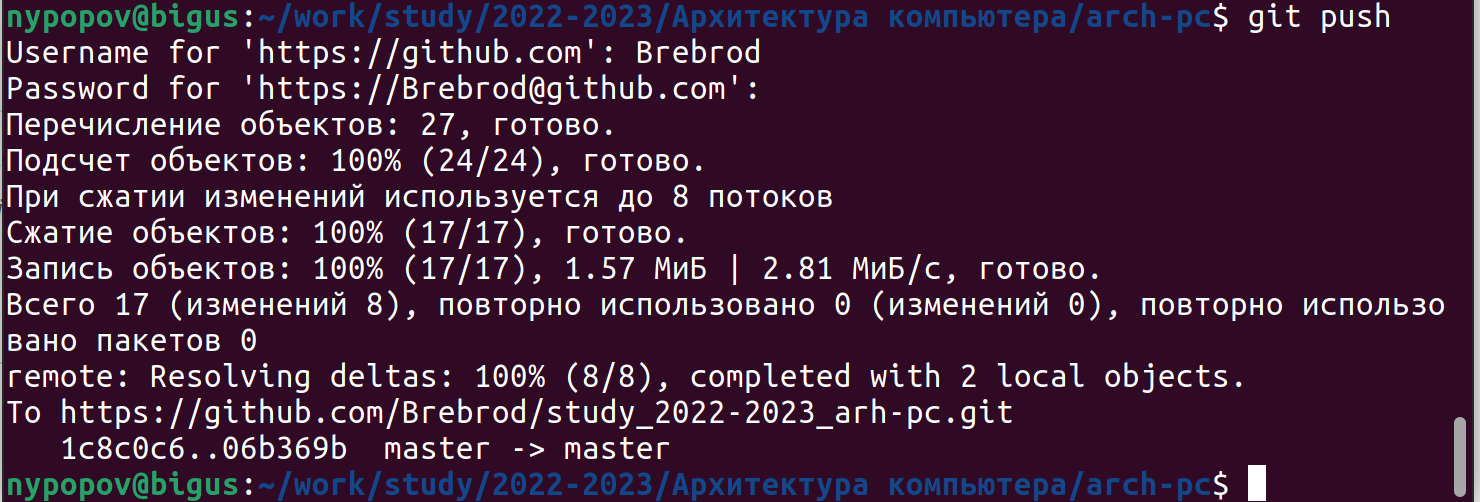 nypopov@bigus:~/work/study/2022-2023/Архитектура компьютера/arch-pc$ git push
Username for 'https://github.com': Brebrod
Password for 'https://Brebrod@github.com':
Перечисление объектов: 27, готово.
Подсчет объектов: 100% (24/24), готово.
При сжатии изменений используется до 8 потоков
Сжатие объектов: 100% (17/17), готово.
Запись объектов: 100% (17/17), 1.57 МиБ | 2.81 МиБ/с, готово.
Всего 17 (изменений 8), повторно использовано 0 (изменений 0), повторно использо
вано пакетов 0
remote: Resolving deltas: 100% (8/8), completed with 2 local objects.
To https://github.com/Brebrod/study_2022-2023_arh-pc.git
   1c8c0c6..06b369b  master -> master
nypopov@bigus:~/work/study/2022-2023/Архитектура компьютера/arch-pc$